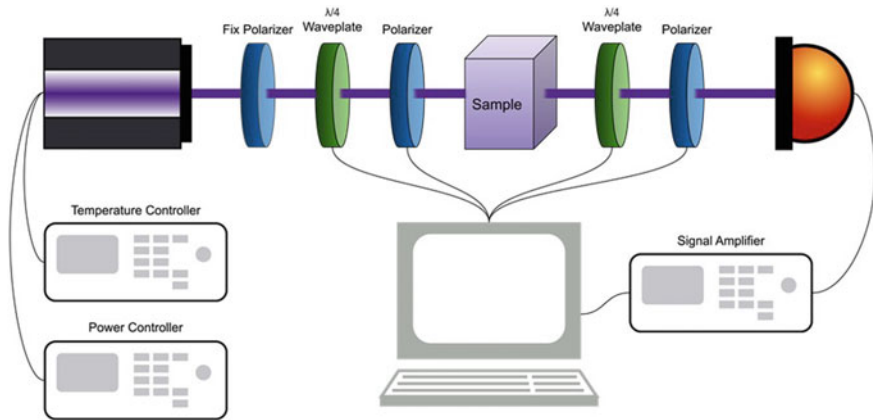 λ/4
Waveplate
Fix Polarizer
Polarizer
λ/4
Waveplate
Polarizer
Sample
Temperature Controller
Signal Amplifier
Power Controller